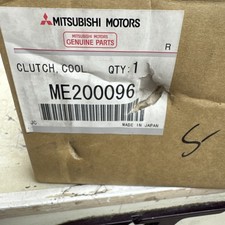 MITSUBISHI MOTORS
MITSUBISHI MOTORS
GENUINE PARTS
R
CLUTCH, COOL QTY: 1
ME200096
MADE IN JAPAN